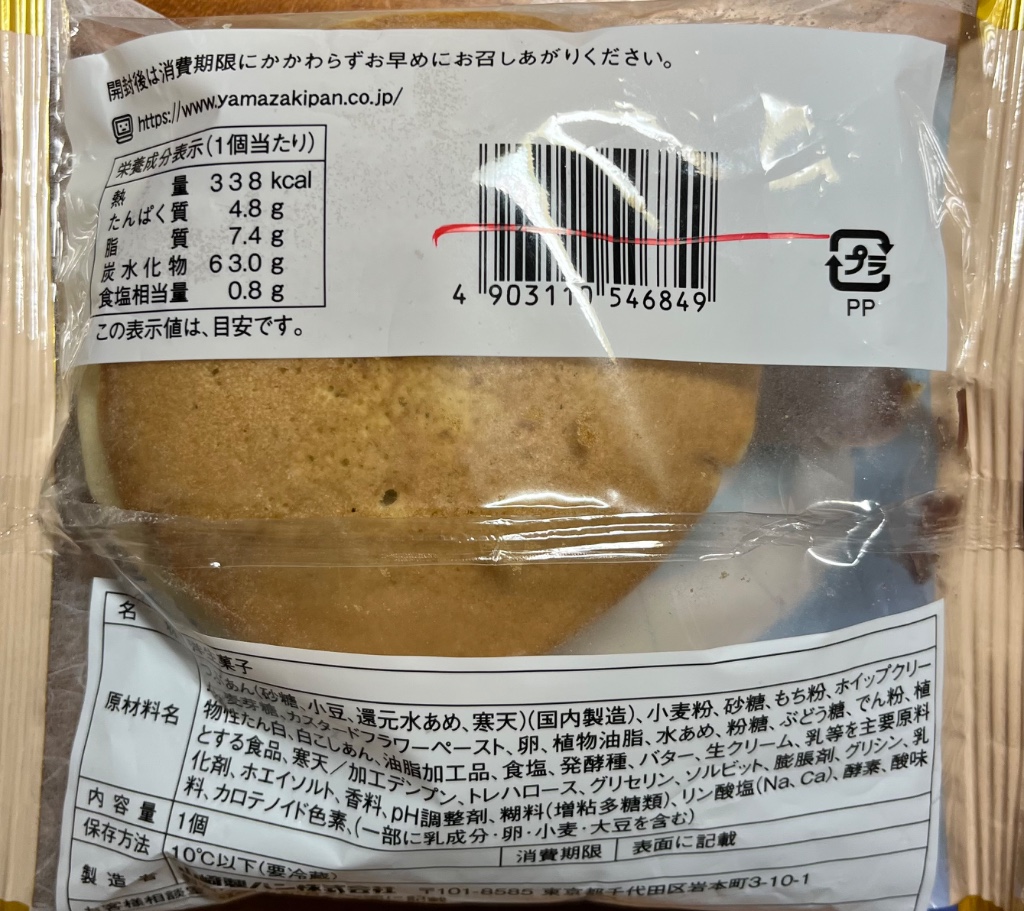 開封後は消費期限にかかわらずお早めにお召しあがりください。
https://www.yamazakipan.co.jp/
栄養成分表示(1個当たり)
熱量 338 kcal
たんぱく質 4.8 g
脂質 7.4 g
炭水化物 63.0 g
食塩相当量 0.8 g
この表示値は、目安です。
4 903110 546849
プラ
PP
名
菓子
原材料名
あん(砂糖、小豆、還元水あめ、寒天)(国内製造)、小麦粉、砂糖、もち粉、ホイップクリー
カスタードフラワーペースト、卵、植物油脂、水あめ、粉糖、ぶどう糖、でん粉、植
物性たん白、白こしあん、油脂加工品、食塩、発酵種、バター、生クリーム、乳等を主要原料
とする食品、寒天／加工デンプン、トレハロース、グリセリン、ソルビット、膨脹剤、グリシン、乳
化剤、ホエイソルト、香料、pH調整剤、糊料(増粘多糖類)、リン酸塩(Na、Ca)、酵素、酸味
料、カロテノイド色素、(一部に乳成分・卵・小麦・大豆を含む)
内容量 1個
消費期限 表面に記載
保存方法 10℃以下(要冷蔵)
製造者 〒101-8585 東京都千代田区岩本町3-10-1
お客様相談